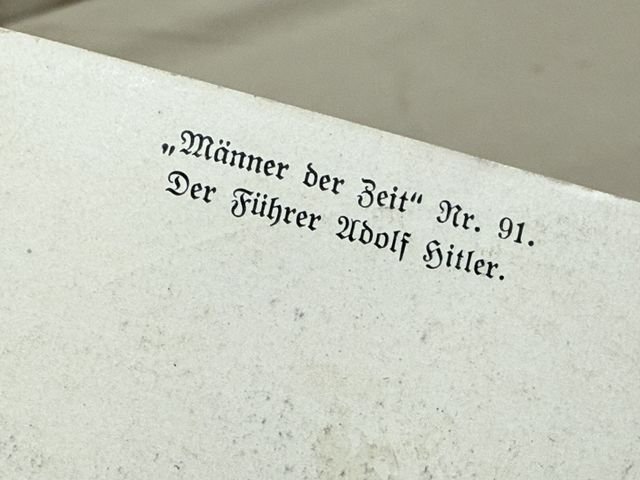 „Männer der Zeit“ Nr. 91.
Der Führer Adolf Hitler.